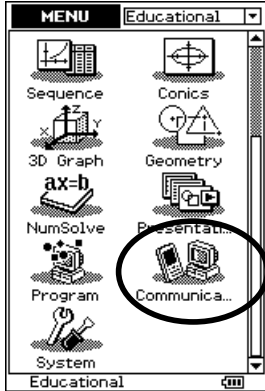 MENU Educational
Sequence Conics
Z
X Y
3D Graph Geometry
ax=b
NumSolve Presentati...
Program Communica...
System
Educational